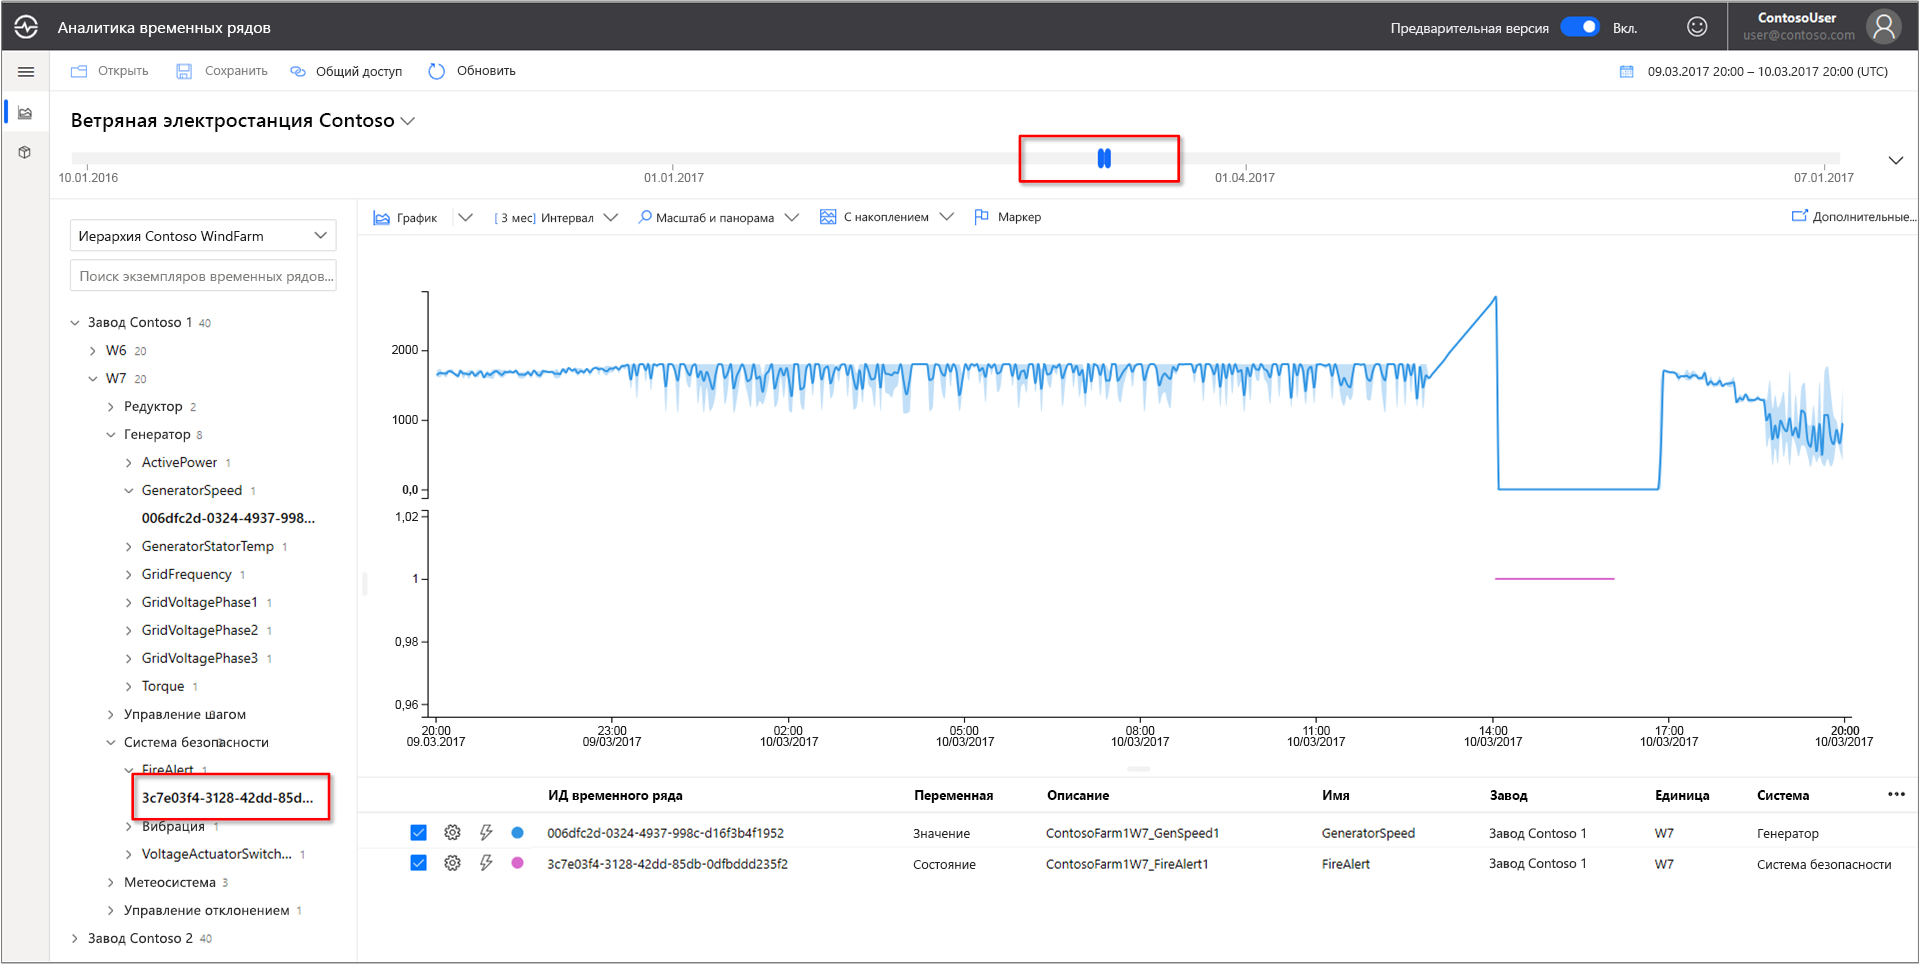 Аналитика временных рядов
Предварительная версия Вкл.
ContosoUser
user@contoso.com
Открыть Сохранить Общий доступ Обновить
09.03.2017 20:00 – 10.03.2017 20:00 (UTC)
Ветряная электростанция Contoso
10.01.2016 01.01.2017 01.04.2017 07.01.2017
Иерархия Contoso WindFarm
Поиск экземпляров временных рядов...
Завод Contoso 1 40
W6 20
W7 20
Редуктор 2
Генератор 8
ActivePower 1
GeneratorSpeed 1
006dfc2d-0324-4937-998...
GeneratorStatorTemp 1
GridFrequency 1
GridVoltagePhase1 1
GridVoltagePhase2 1
GridVoltagePhase3 1
Torque 1
Управление шагом
Система безопасности
FireAlert 1
3c7e03f4-3128-42dd-85d...
Вибрация 1
VoltageActuatorSwitch... 1
Метеосистема 3
Управление отклонением 1
Завод Contoso 2 40
График [ 3 мес] Интервал Масштаб и панорама С накоплением Маркер Дополнительные...
2000
1000
0,0
1,02
1
0,98
0,96
20:00 23:00 02:00 05:00 08:00 11:00 14:00 17:00 20:00
09.03.2017 09/03/2017 10/03/2017 10/03/2017 10/03/2017 10/03/2017 10/03/2017 10/03/2017 10/03/2017
ИД временного ряда Переменная Описание Имя Завод Единица Система •••
006dfc2d-0324-4937-998c-d16f3b4f1952 Значение ContosoFarm1W7_GenSpeed1 GeneratorSpeed Завод Contoso 1 W7 Генератор
3c7e03f4-3128-42dd-85db-0dfbddd235f2 Состояние ContosoFarm1W7_FireAlert1 FireAlert Завод Contoso 1 W7 Система безопасности